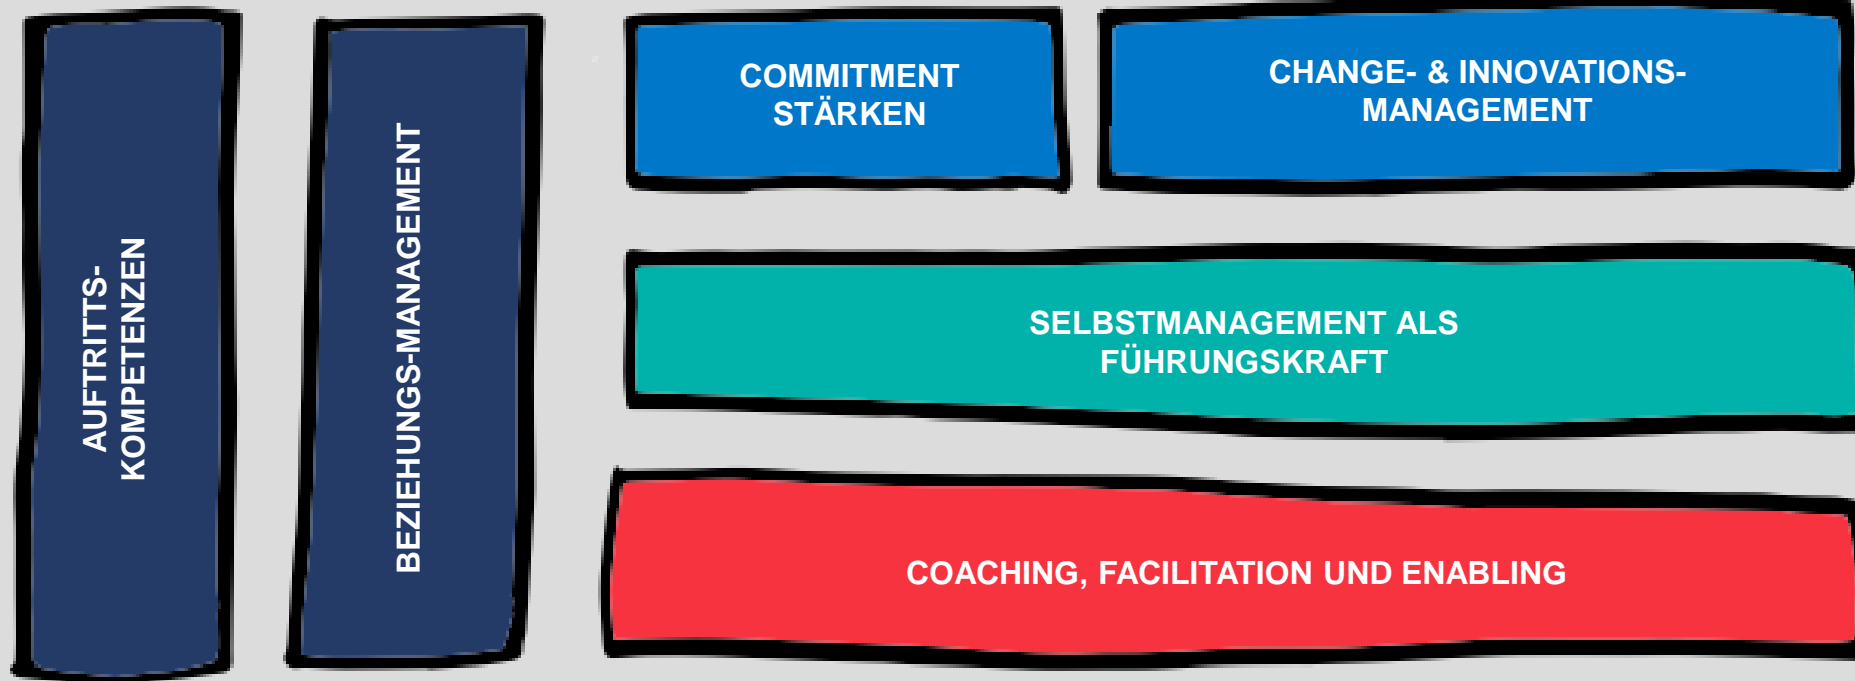 AUFTRITTS-
KOMPETENZEN
BEZIEHUNGS-MANAGEMENT
COMMITMENT
STÄRKEN
CHANGE- & INNOVATIONS-
MANAGEMENT
SELBSTMANAGEMENT ALS
FÜHRUNGSKRAFT
COACHING, FACILITATION UND ENABLING